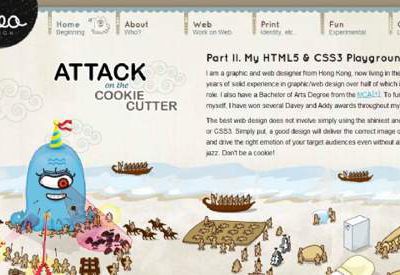 ea
Home
Beginning
About
Who?
Web
Work on Web.
Print
Identity, etc.
Fun
Experimental
ATTACK
on the
COOKIE
CUTTER
Part II. My HTML5 & CSS3 Playgroun
I am a graphic and web designer from Hong Kong, now living in the
years of solid experience in graphic/web design over half of which i
role. I also have a Bachelor of Arts Degree from the
myself, I have won several Davey and Addy awards throughout my
The best web design does not involve simply using the shiniest and
or CSS3. Simply put, a good design will deliver the correct image o
and drive the right emotion of your target audiences even without a
jazz. Don't be a cookie!